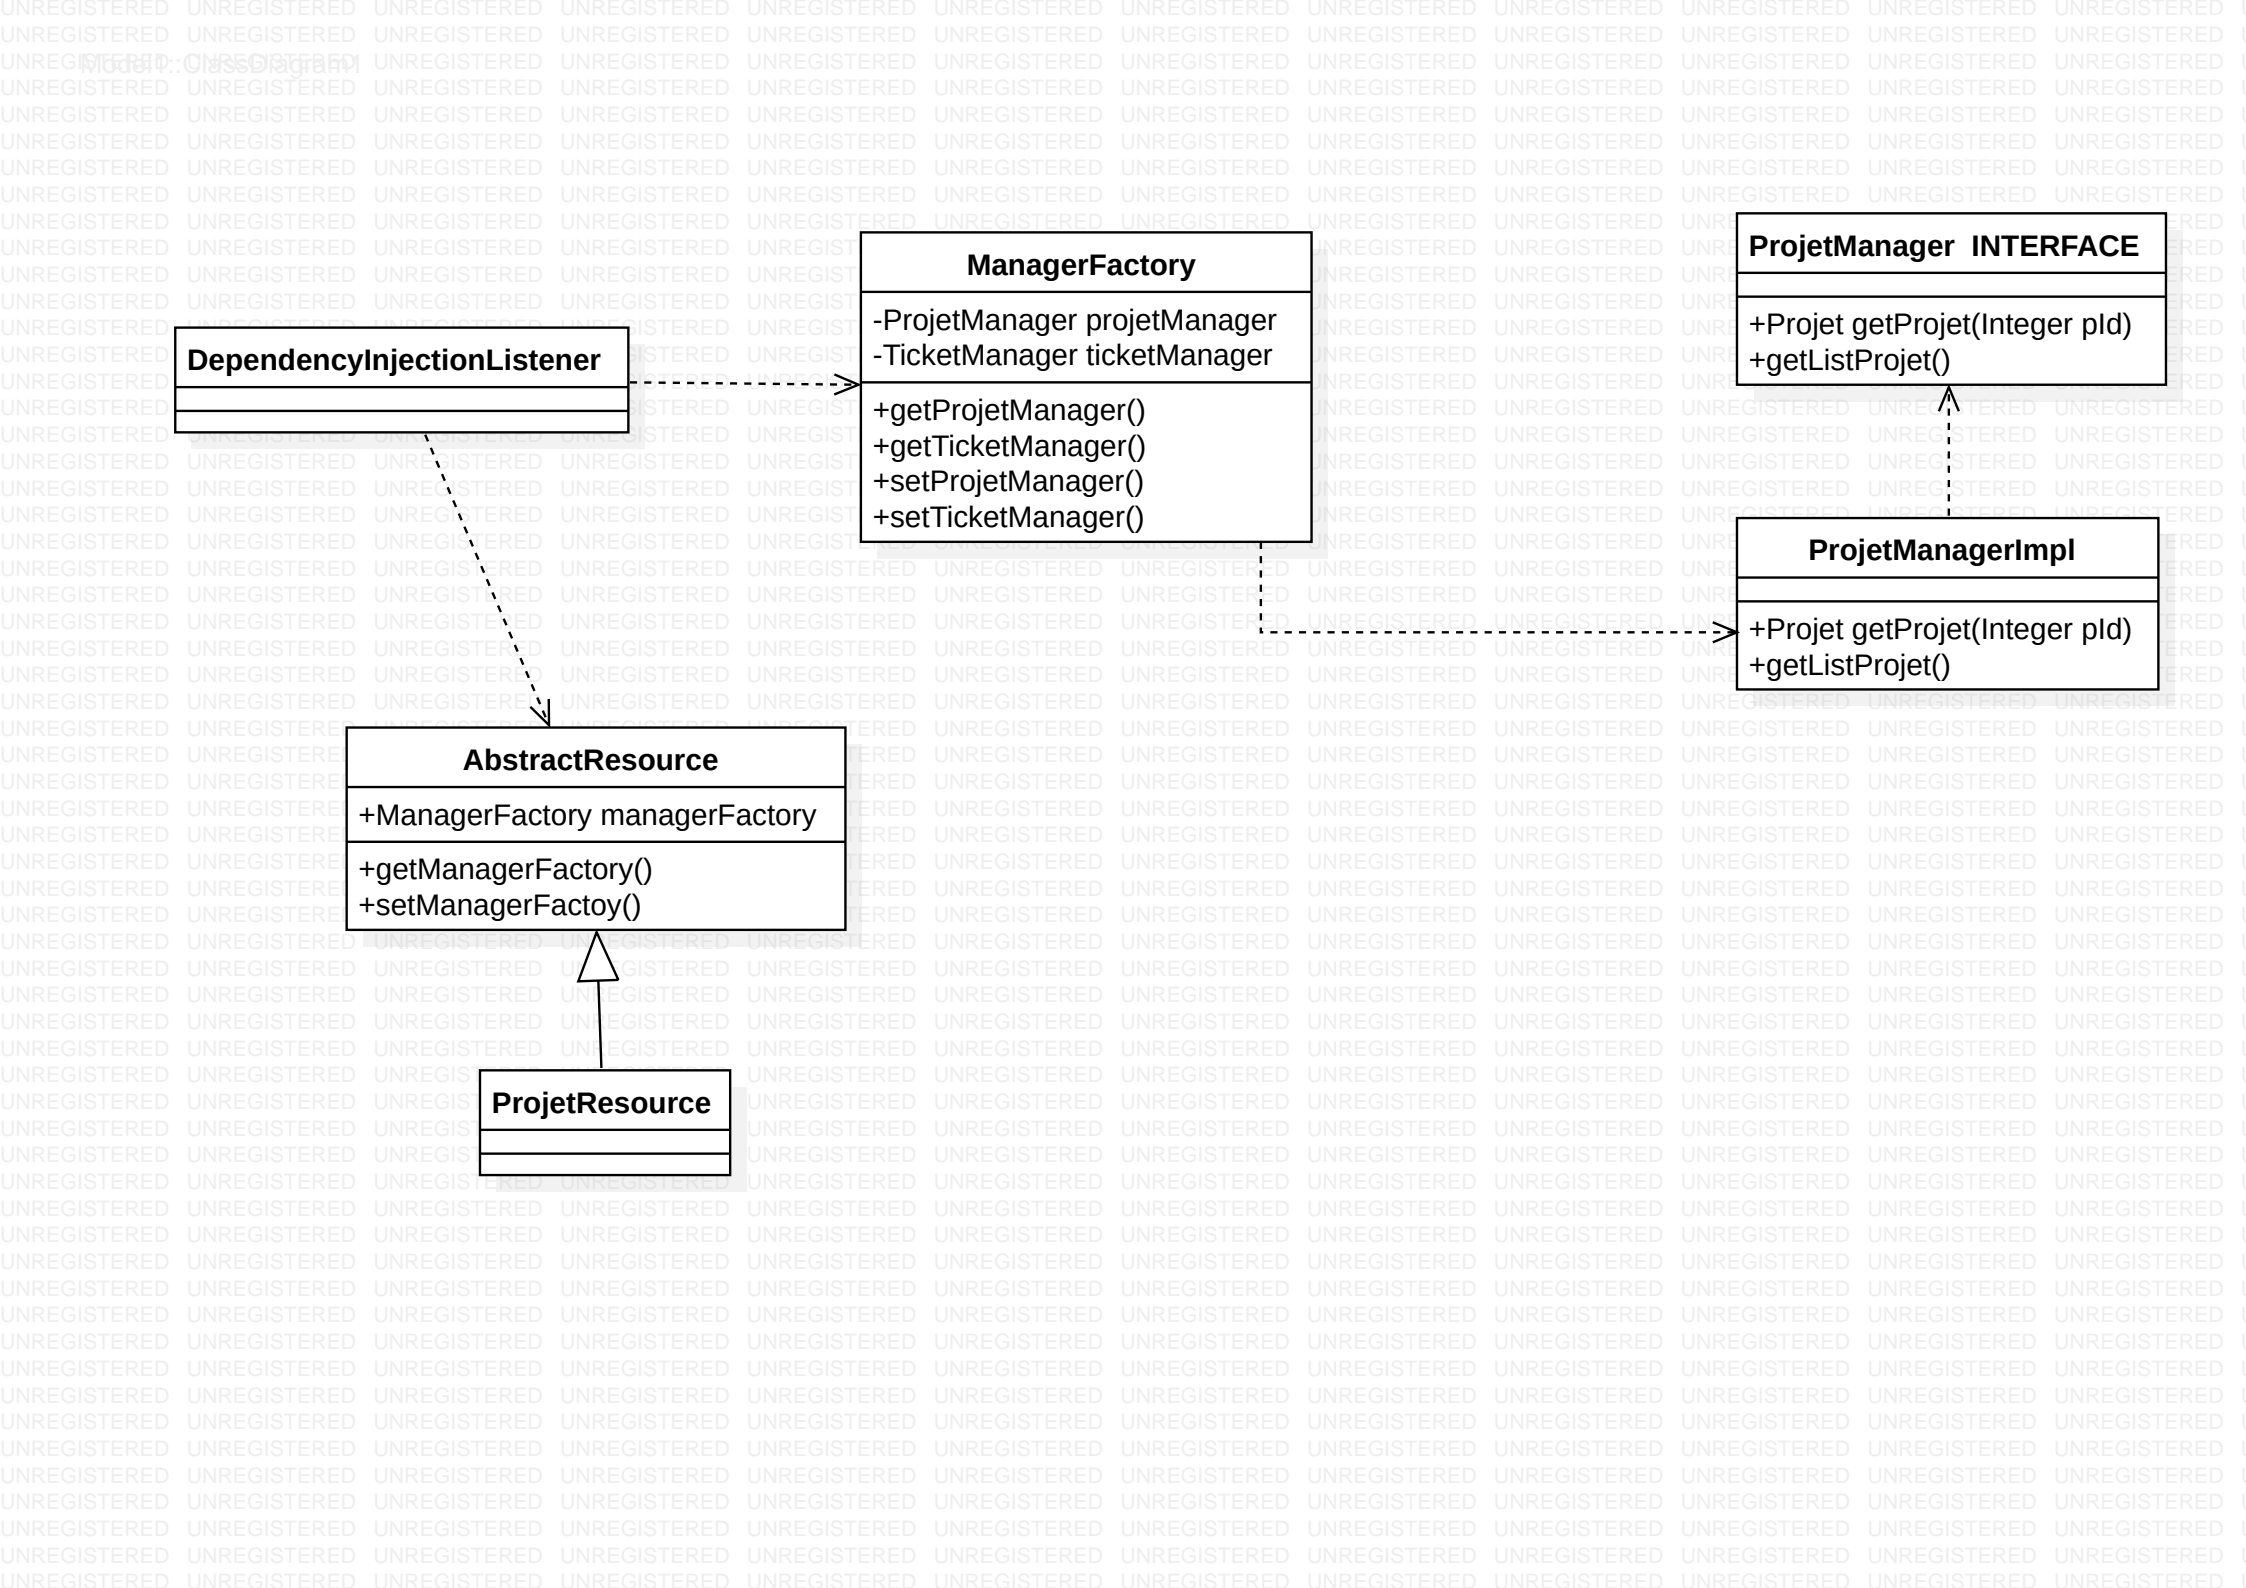 Model1::ClassDiagram1
DependencyInjectionListener
ManagerFactory
-ProjetManager projetManager
-TicketManager ticketManager
+getProjetManager()
+getTicketManager()
+setProjetManager()
+setTicketManager()
ProjetManager  INTERFACE
+Projet getProjet(Integer pId)
+getListProjet()
ProjetManagerImpl
+Projet getProjet(Integer pId)
+getListProjet()
AbstractResource
+ManagerFactory managerFactory
+getManagerFactory()
+setManagerFactoy()
ProjetResource
UNREGISTERED